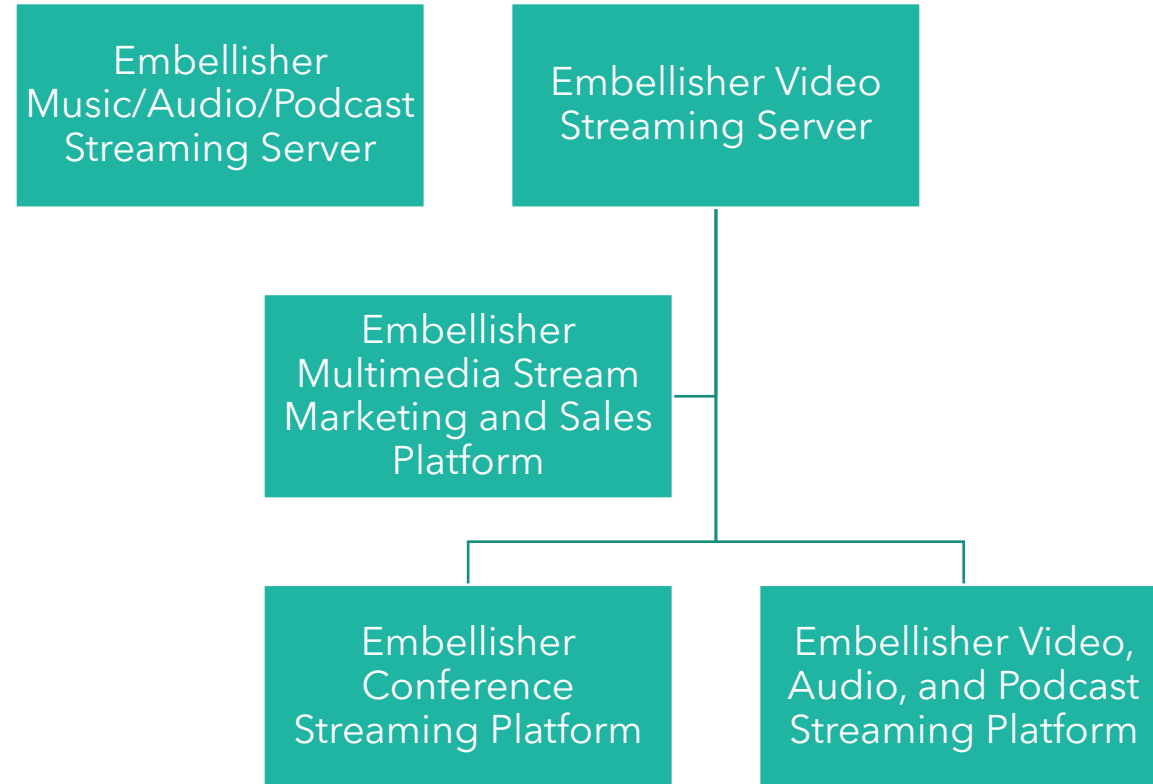 Embellisher
Music/Audio/Podcast
Streaming Server
Embellisher Video
Streaming Server
Embellisher
Multimedia Stream
Marketing and Sales
Platform
Embellisher
Conference
Streaming Platform
Embellisher Video,
Audio, and Podcast
Streaming Platform